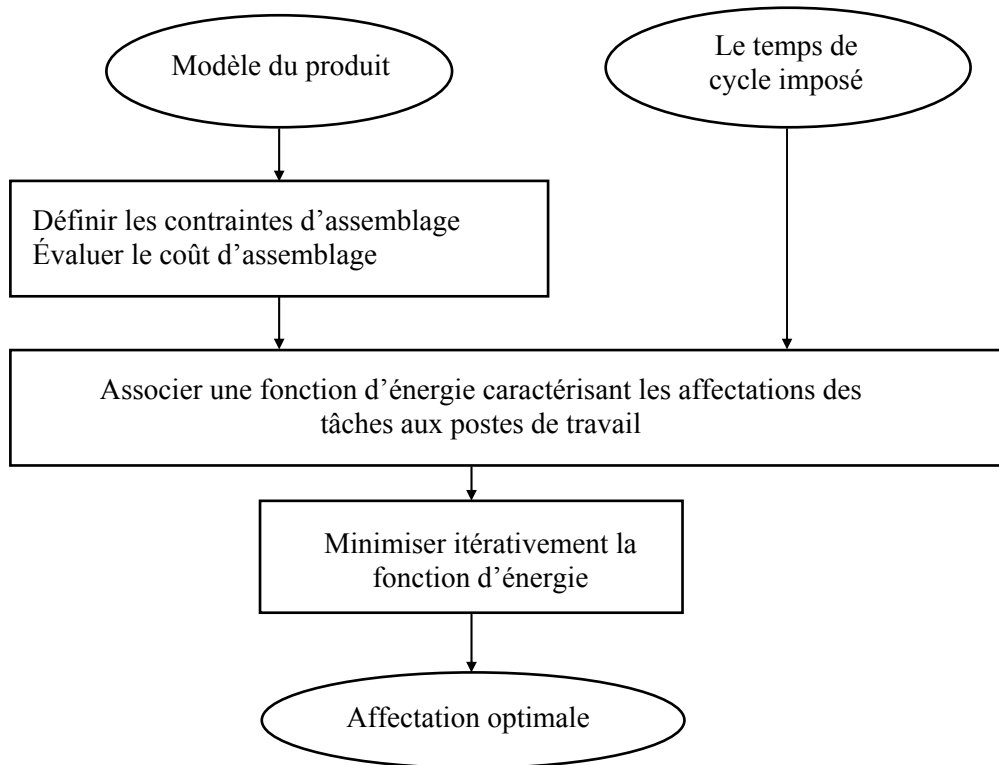 Modèle du produit
Le temps de
cycle imposé
Définir les contraintes d’assemblage
Évaluer le coût d’assemblage
Associer une fonction d’énergie caractérisant les affectations des
tâches aux postes de travail
Minimiser itérativement la
fonction d’énergie
Affectation optimale